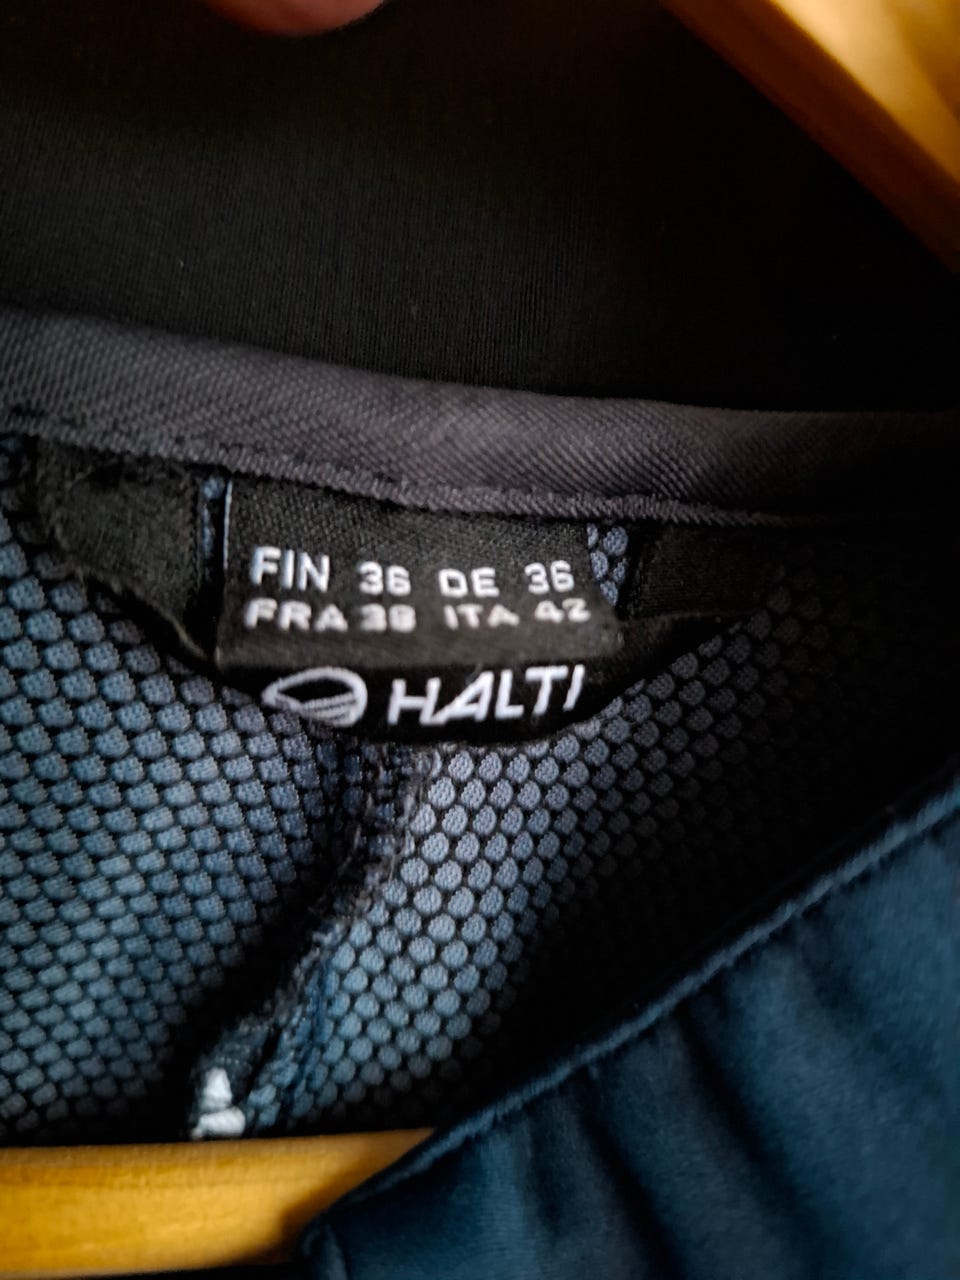 FIN 36 DE 36
FRA 38 ITA 42
HALTI